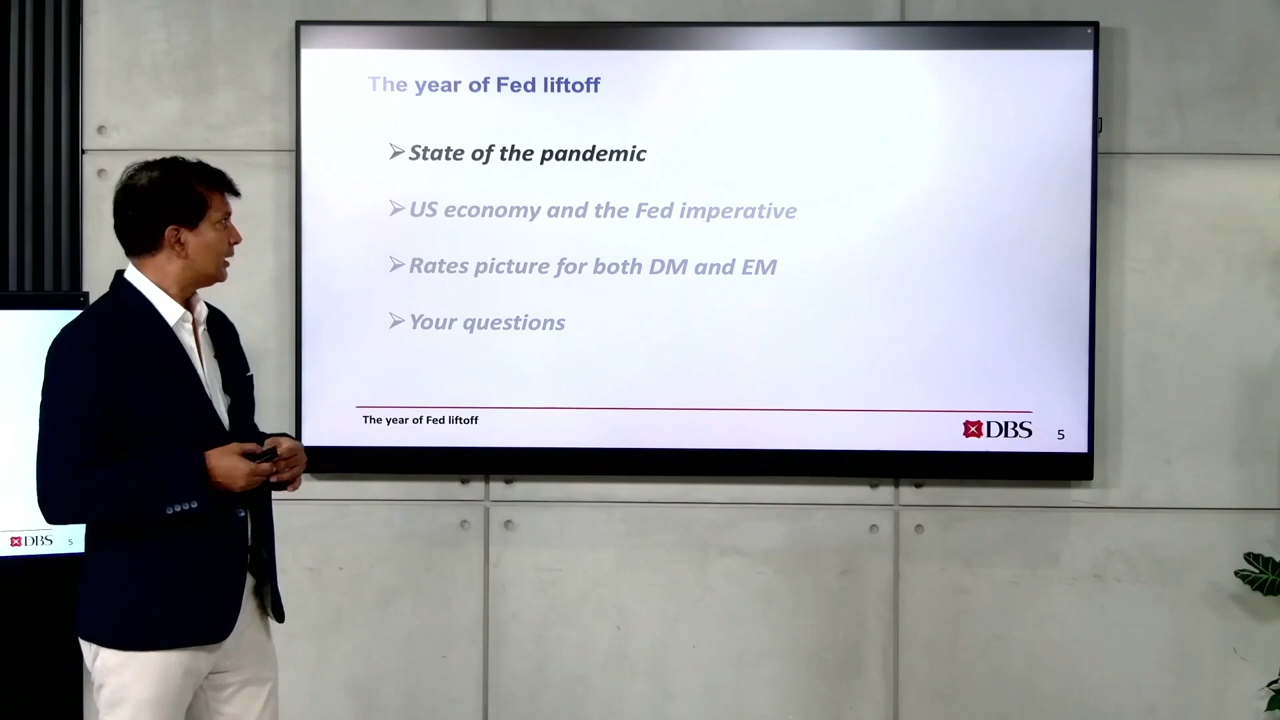 The year of Fed liftoff
➢State of the pandemic
➢US economy and the Fed imperative
➢Rates picture for both DM and EM
➢Your questions
The year of Fed liftoff
DBS 5
DBS 5